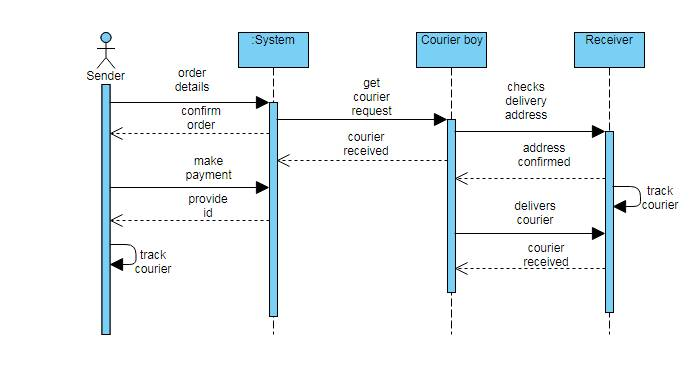 :System
Courier boy
Receiver
Sender
order
details
get
courier
request
checks
delivery
address
confirm
order
courier
received
address
confirmed
make
payment
track
courier
provide
id
delivers
courier
track
courier
courier
received